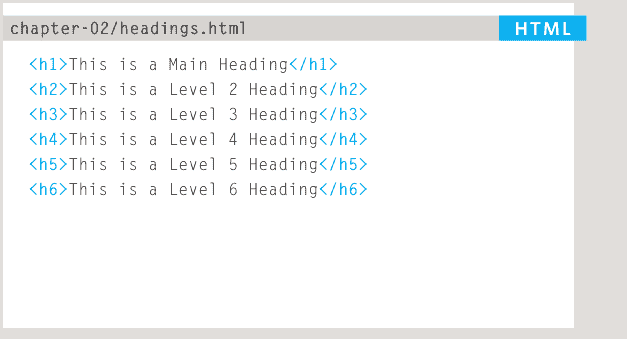 chapter-02/headings.html HTML
<h1>This is a Main Heading</h1>
<h2>This is a Level 2 Heading</h2>
<h3>This is a Level 3 Heading</h3>
<h4>This is a Level 4 Heading</h4>
<h5>This is a Level 5 Heading</h5>
<h6>This is a Level 6 Heading</h6>